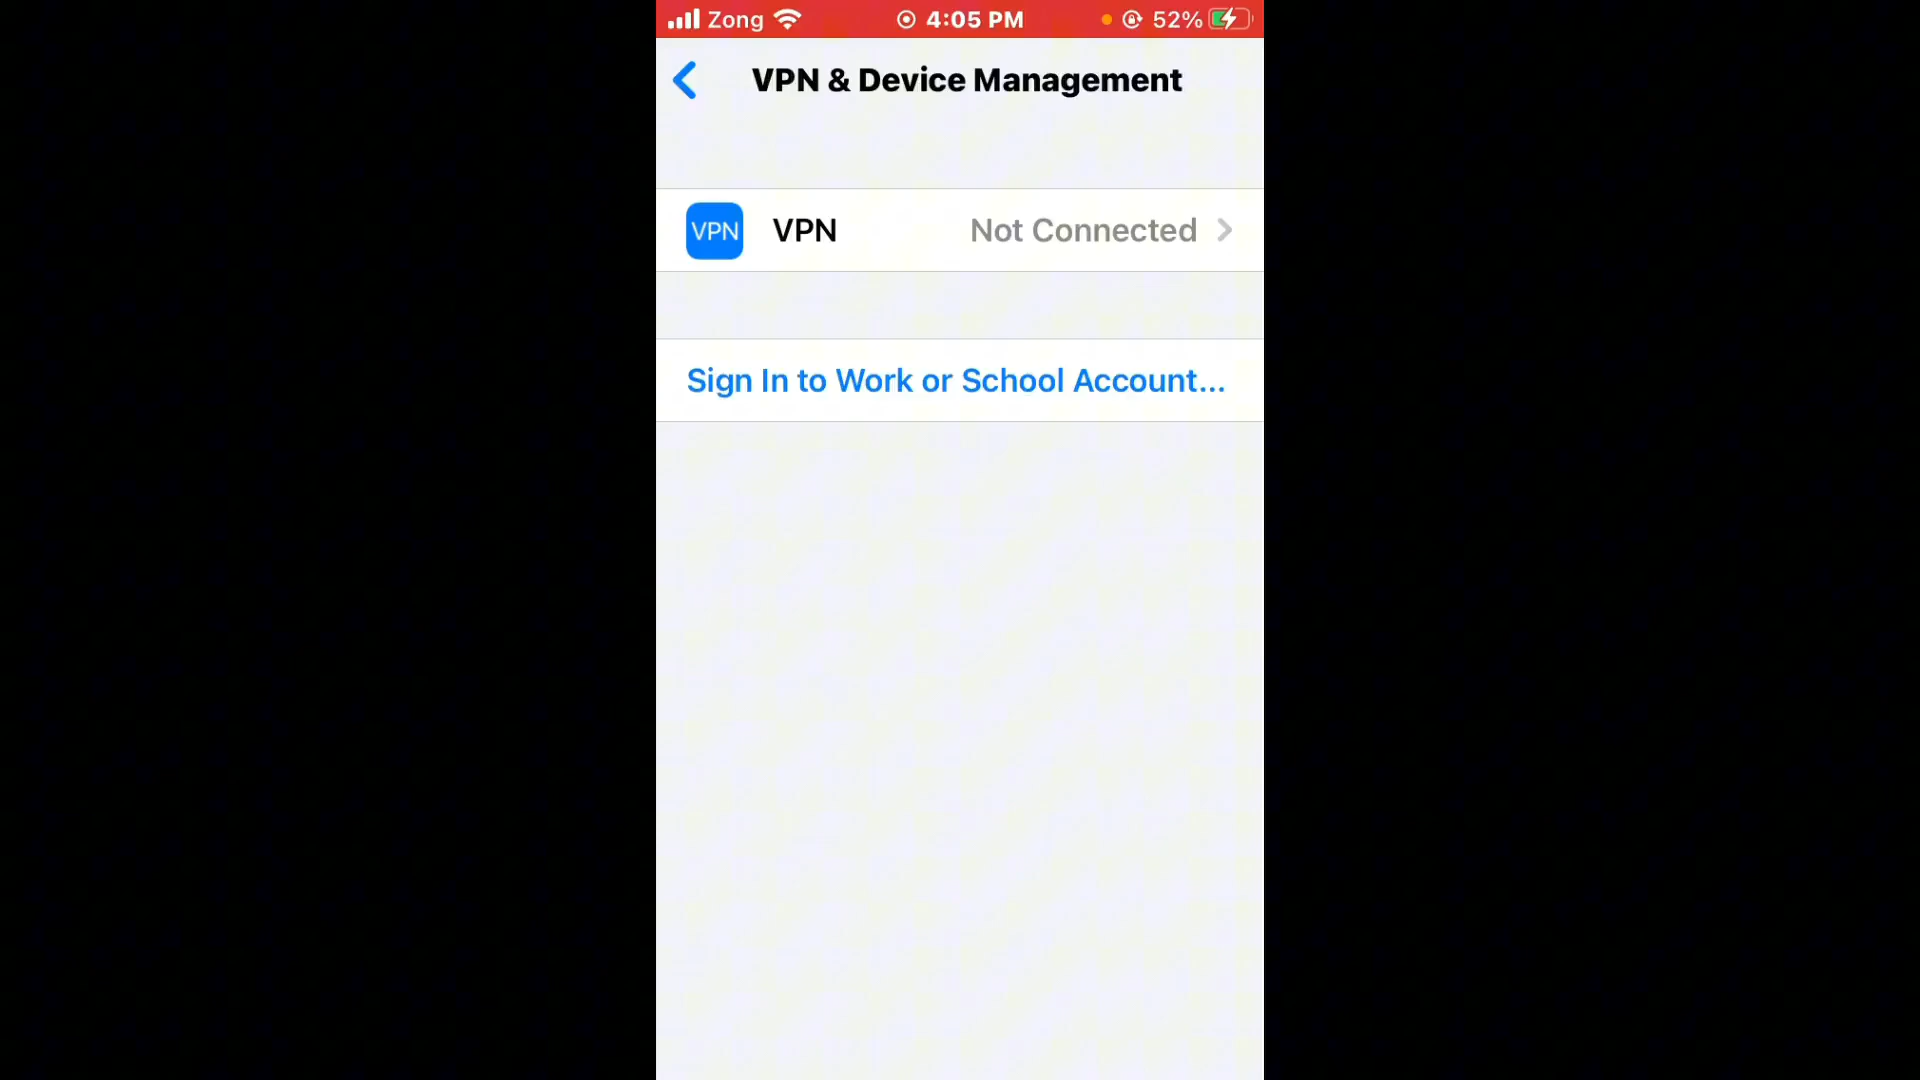 Zong 4:05 PM 52%
VPN & Device Management
VPN VPN Not Connected
Sign In to Work or School Account...